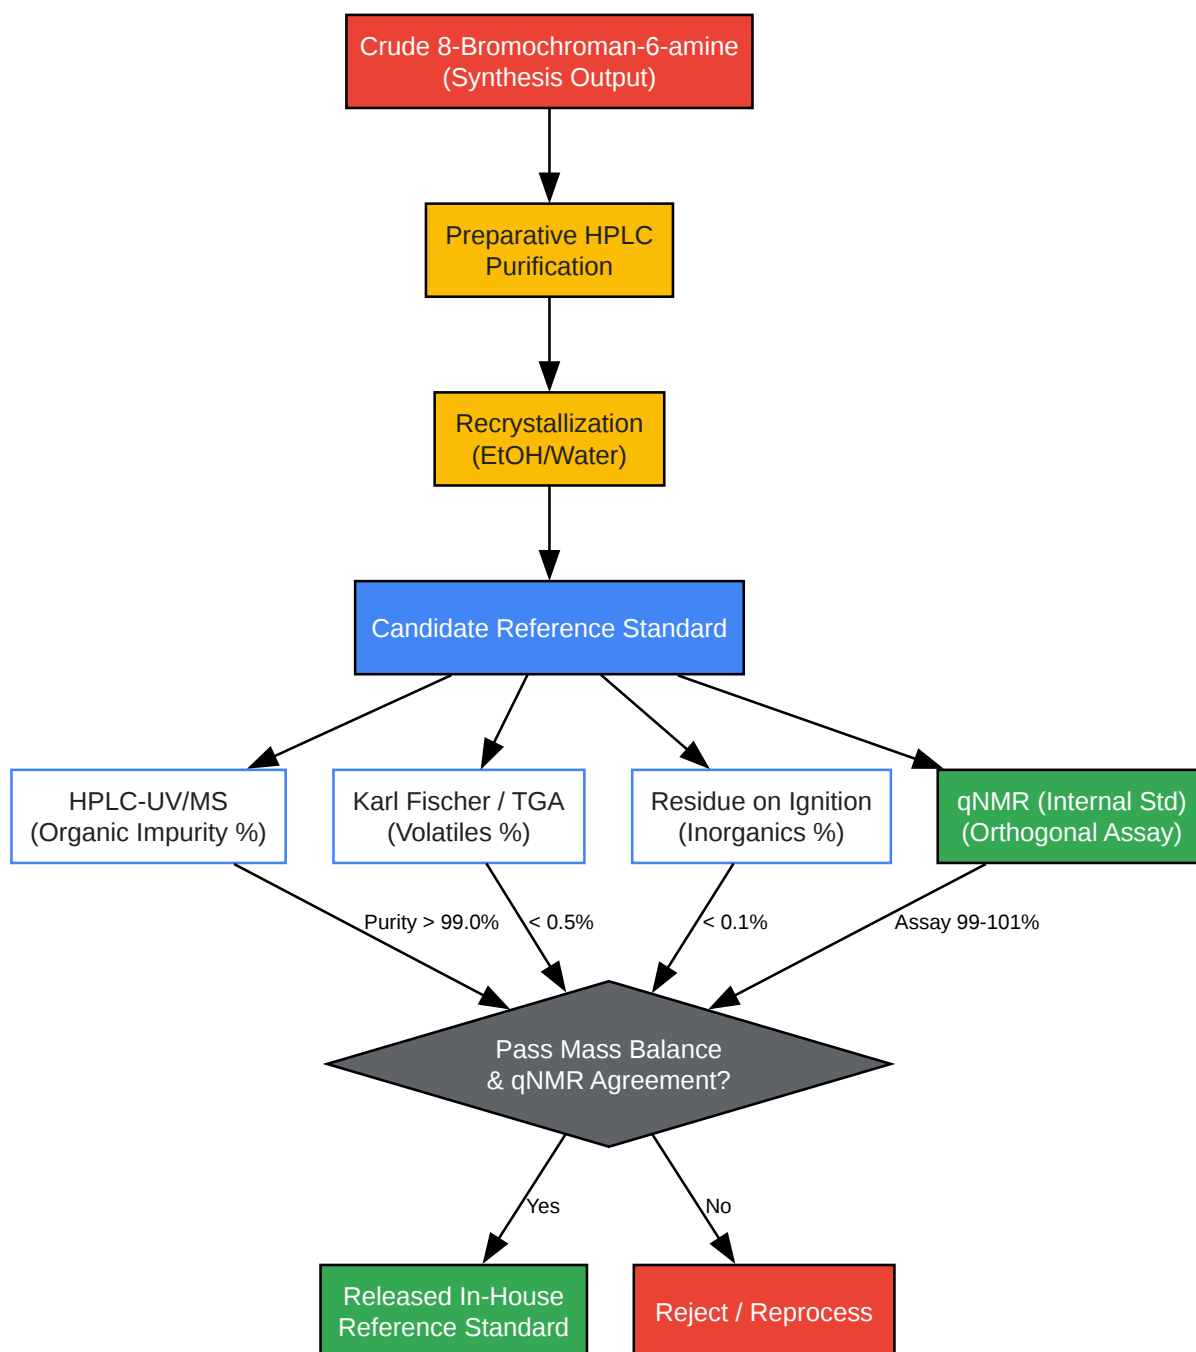 Crude 8-Bromochroman-6-amine
(Synthesis Output)
Preparative HPLC
Purification
Recrystallization
(EtOH/Water)
Candidate Reference Standard
HPLC-UV/MS
(Organic Impurity %)
Karl Fischer / TGA
(Volatiles %)
Residue on Ignition
(Inorganics %)
qNMR (Internal Std)
(Orthogonal Assay)
Purity > 99.0%
< 0.5%
< 0.1%
Assay 99-101%
Pass Mass Balance
& qNMR Agreement?
Yes
No
Released In-House
Reference Standard
Reject / Reprocess